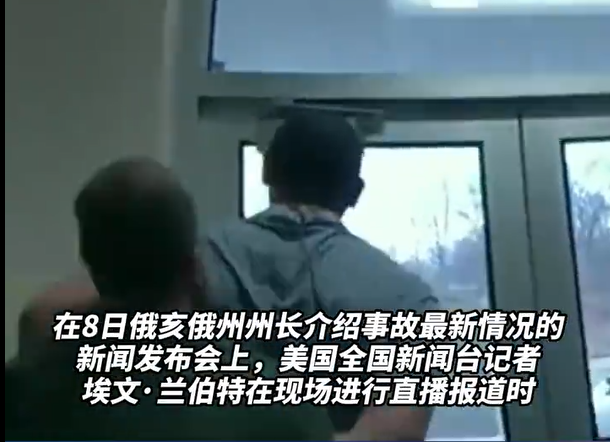 在8日俄亥俄州州长介绍事故最新情况的
新闻发布会上，美国全国新闻台记者
埃文·兰伯特在现场进行直播报道时